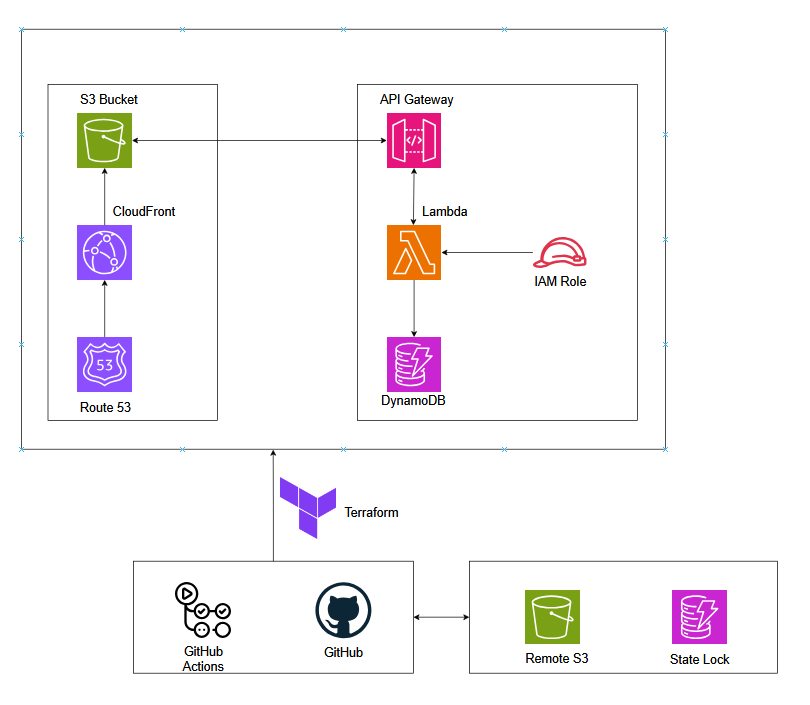 S3 Bucket
API Gateway
</>
CloudFront
Lambda
IAM Role
53
Route 53
DynamoDB
Terraform
GitHub
Actions
GitHub
Remote S3
State Lock